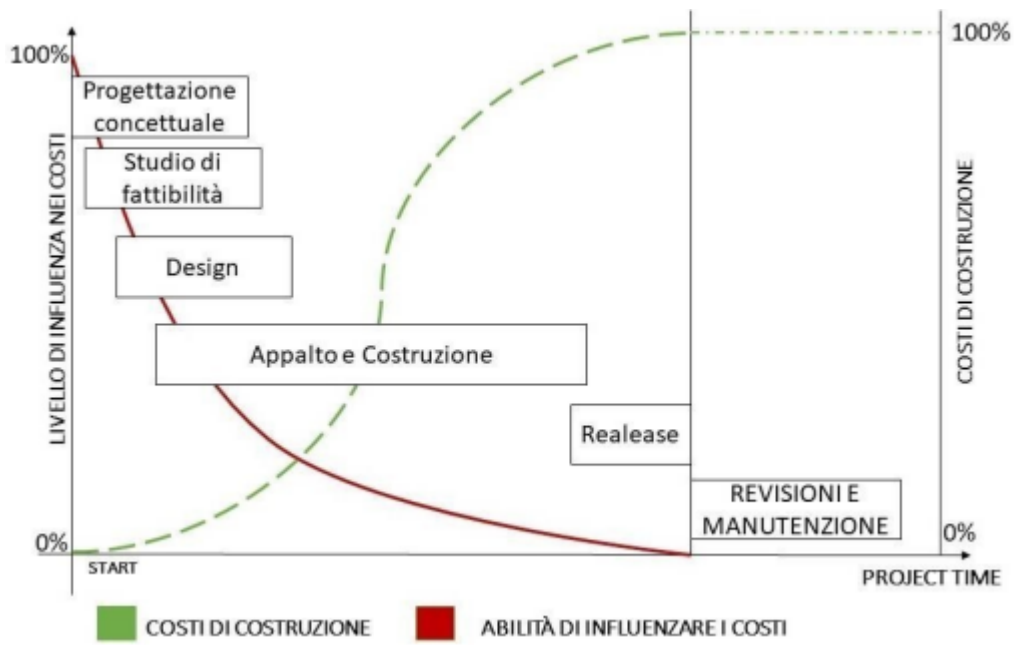 100%
100%
Progettazione
concettuale
Studio di
fattibilità
Design
Appalto e Costruzione
Realease
REVISIONI E
MANUTENZIONE
LIVELLO DI INFLUENZA NEI COSTI
COSTI DI COSTRUZIONE
0%
0%
START
PROJECT TIME
COSTI DI COSTRUZIONE
ABILITÀ DI INFLUENZARE I COSTI